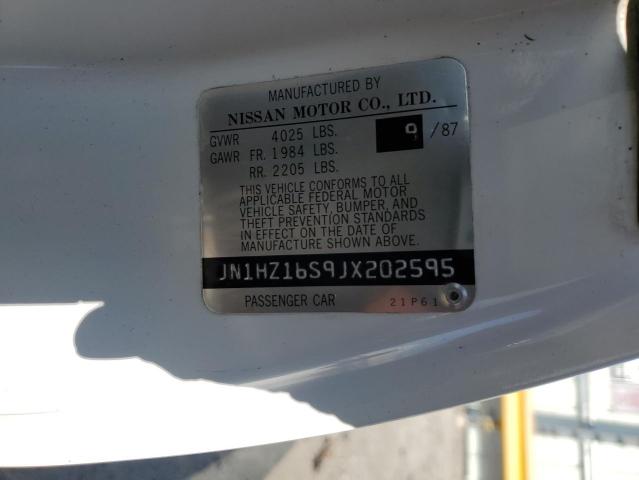 MANUFACTURED BY
NISSAN MOTOR CO., LTD.
GVWR 4025 LBS. 9 /87
GAWR FR. 1984 LBS.
RR. 2205 LBS.
THIS VEHICLE CONFORMS TO ALL
APPLICABLE FEDERAL MOTOR
VEHICLE SAFETY, BUMPER, AND
THEFT PREVENTION STANDARDS
IN EFFECT ON THE DATE OF
MANUFACTURE SHOWN ABOVE.
JN1HZ16S9JX202595
PASSENGER CAR 21P61